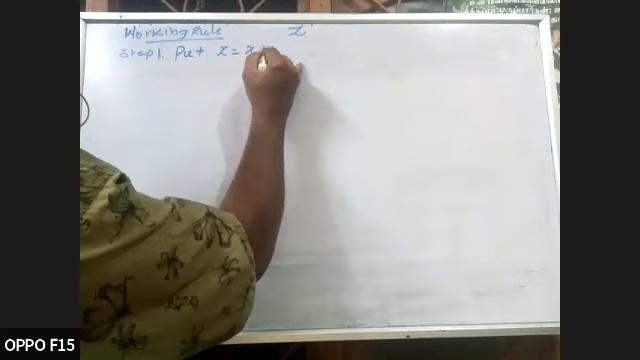 Working Rule
Step 1. Put x = x
OPPO F15